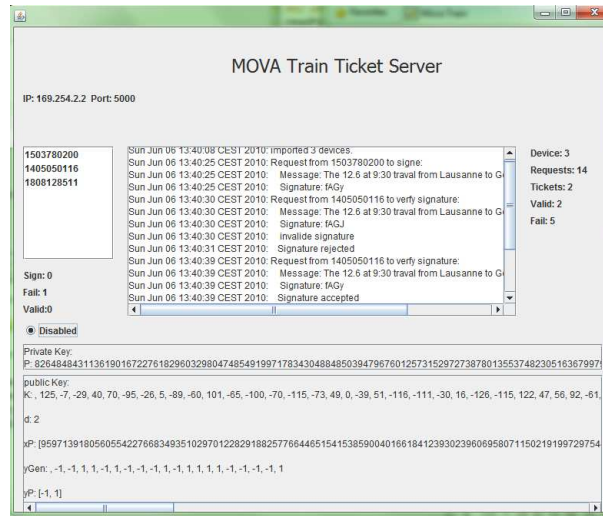 MOVA Train Ticket Server
IP: 169.254.2.2 Port: 5000
1503780200
1405050116
1808128511
Sun Jun 06 13:40:08 CEST 2010: imported 3 devices.
Sun Jun 06 13:40:25 CEST 2010: Request from 1503780200 to signe:
Sun Jun 06 13:40:25 CEST 2010: Message: The 12.6 at 9:30 traval from Lausanne to G
Sun Jun 06 13:40:25 CEST 2010: Signature: fAGy
Sun Jun 06 13:40:30 CEST 2010: Request from 1405050116 to verfy signature:
Sun Jun 06 13:40:30 CEST 2010: Message: The 12.6 at 9:30 traval from Lausanne to G
Sun Jun 06 13:40:30 CEST 2010: Signature: fAGJ
Sun Jun 06 13:40:30 CEST 2010: invalide signature
Sun Jun 06 13:40:31 CEST 2010: Signature rejected
Sun Jun 06 13:40:39 CEST 2010: Request from 1405050116 to verfy signature:
Sun Jun 06 13:40:39 CEST 2010: Message: The 12.6 at 9:30 traval from Lausanne to G
Sun Jun 06 13:40:39 CEST 2010: Signature: fAGy
Sun Jun 06 13:40:39 CEST 2010: Signature accepted
Device: 3
Requests: 14
Tickets: 2
Valid: 2
Fail: 5
Sign: 0
Fail: 1
Valid:0
Disabled
Private Key:
P: 8264848431136190167227618296032980474854919971783430488485039479676012573152972738780135537482305163679975
public Key:
K: , 125, -7, -29, 40, 70, -95, -26, 5, -89, -60, 101, -65, -100, -70, -115, -73, 49, 0, -39, 51, -116, -111, -30, 16, -126, -115, 122, 47, 56, 92, -61,
d: 2
xP: [9597139180560554227668349351029701228291882577664465154153859004016618412393023960695807115021919972975 4
yGen: , -1, -1, 1, 1, -1, 1, -1, -1, -1, 1, -1, 1, 1, 1, 1, -1, -1, -1, -1, 1
yP: [-1, 1]